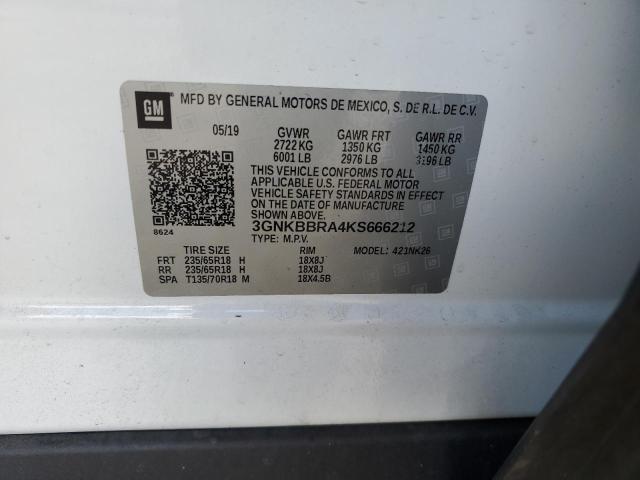 GM
MFD BY GENERAL MOTORS DE MEXICO, S. DE R.L. DE C.V.
05/19 GVWR GAWR FRT GAWR RR
2722 KG 1350 KG 1450 KG
6001 LB 2976 LB 3196 LB
THIS VEHICLE CONFORMS TO ALL
APPLICABLE U.S. FEDERAL MOTOR
VEHICLE SAFETY STANDARDS IN EFFECT
ON THE DATE OF MANUFACTURE SHOWN ABOVE.
3GNKBBRA4KS666212
8624
TYPE: M.P.V. MODEL: 421NK26
TIRE SIZE RIM
FRT 235/65R18 H 18X8J
RR 235/65R18 H 18X8J
SPA T135/70R18 M 18X4.5B